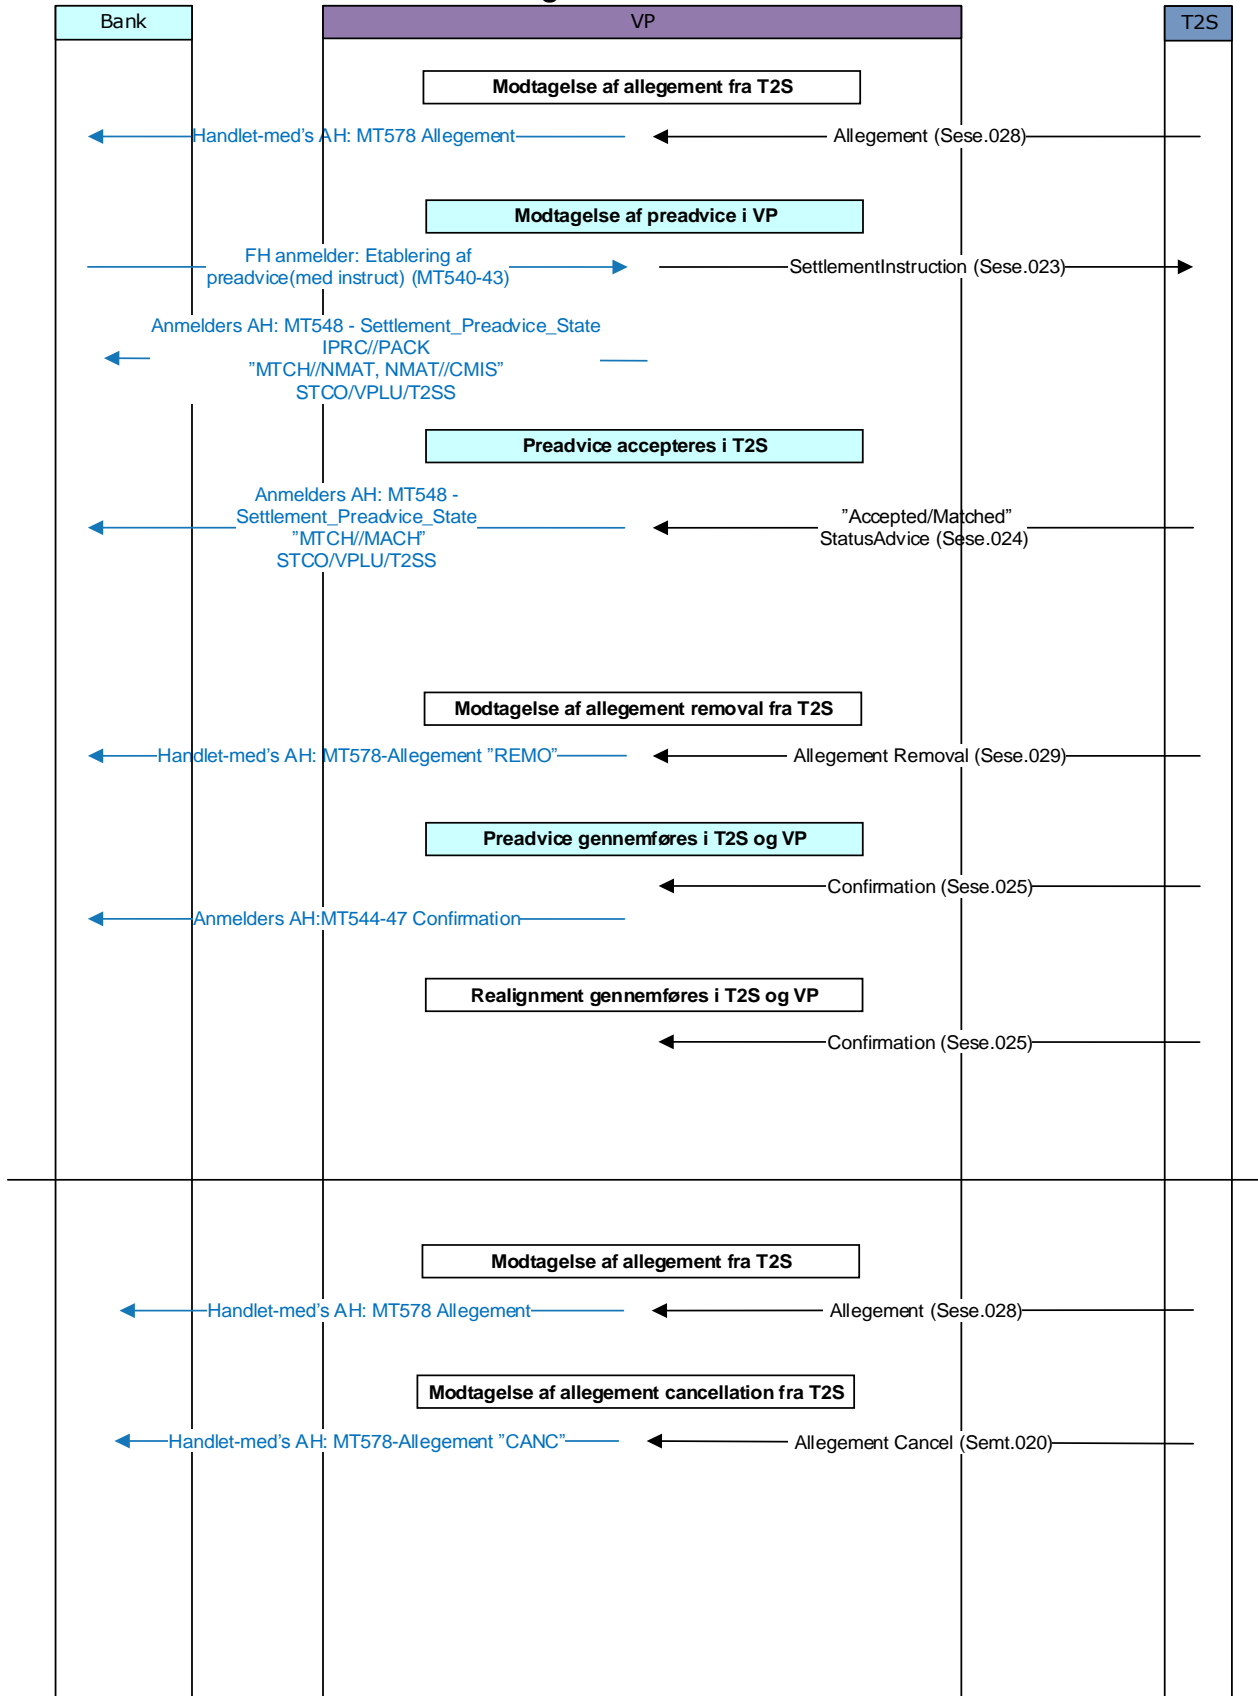 Bank
VP
T2S
Modtagelse af allegement fra T2S
Handlet-med’s AH: MT578 Allegement
Allegement (Sese.028)
Modtagelse af preadvice i VP
FH anmelder: Etablering af
preadvice(med instruct) (MT540-43)
SettlementInstruction (Sese.023)
Anmelders AH: MT548 - Settlement_Preadvice_State
IPRC//PACK
”MTCH//NMAT, NMAT//CMIS”
STCO/VPLU/T2SS
Preadvice accepteres i T2S
Anmelders AH: MT548 -
Settlement_Preadvice_State
”MTCH//MACH”
STCO/VPLU/T2SS
”Accepted/Matched”
StatusAdvice (Sese.024)
Modtagelse af allegement removal fra T2S
Handlet-med’s AH: MT578-Allegement ”REMO”
Allegement Removal (Sese.029)
Preadvice gennemføres i T2S og VP
Confirmation (Sese.025)
Anmelders AH:MT544-47 Confirmation
Realignment gennemføres i T2S og VP
Confirmation (Sese.025)
Modtagelse af allegement fra T2S
Handlet-med’s AH: MT578 Allegement
Allegement (Sese.028)
Modtagelse af allegement cancellation fra T2S
Handlet-med’s AH: MT578-Allegement ”CANC”
Allegement Cancel (Semt.020)